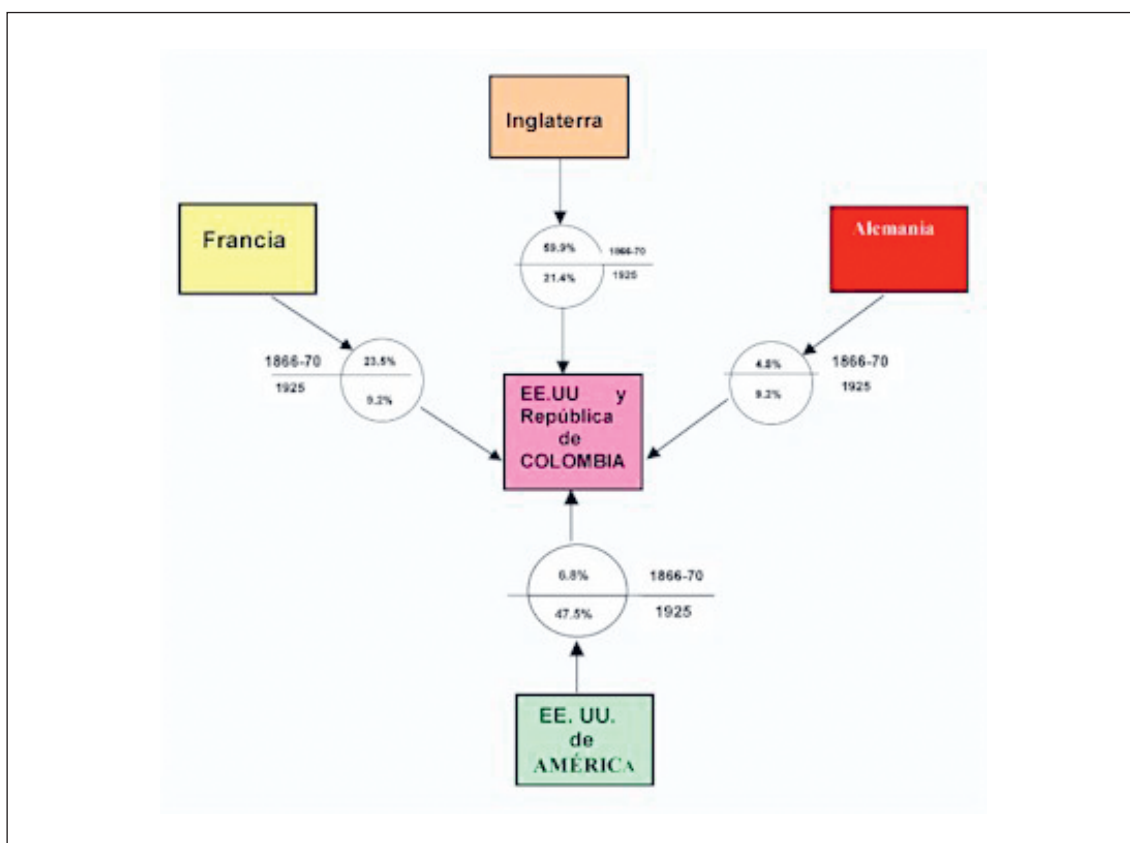 Inglaterra
59.9% 1866-70
21.4% 1925
Francia
1866-70 23.5%
1925 9.2%
Alemania
4.8% 1866-70
9.2% 1925
EE.UU y
República
de
COLOMBIA
6.8% 1866-70
47.5% 1925
EE. UU.
de
AMÉRICA